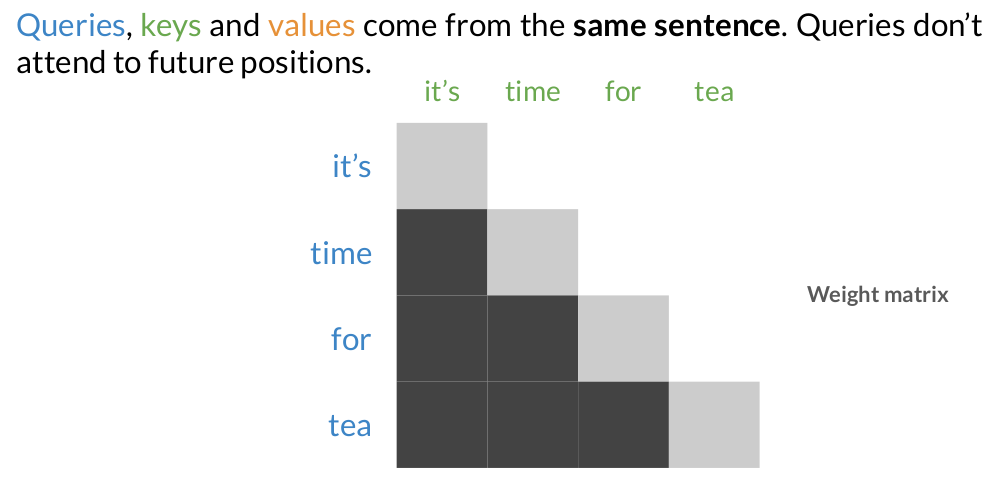 Queries, keys and values come from the same sentence. Queries don’t
attend to future positions.
it’s time for tea
it’s
time
Weight matrix
for
tea